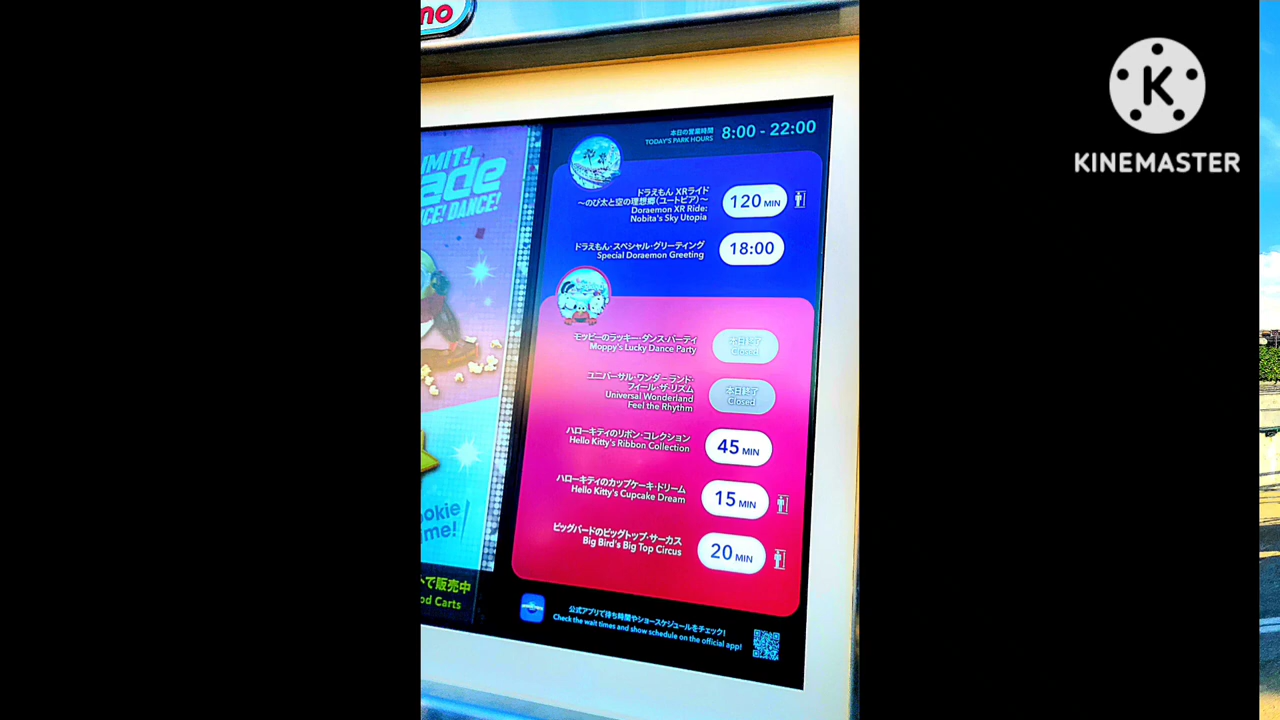 no
IMIT!
ade
CE! DANCE!
ookie
ime!
トで販売中
od Carts
本日の営業時間
TODAY'S PARK HOURS
8:00 - 22:00
ドラえもん XRライド
～のび太と空の理想郷(ユートピア)～
Doraemon XR Ride:
Nobita's Sky Utopia
120 MIN
ドラえもん・スペシャル・グリーティング
Special Doraemon Greeting
18:00
モッピーのラッキー・ダンス・パーティ
Moppy's Lucky Dance Party
本日終了
Closed
ユニバーサル・ワンダーランド・
フィール・ザ・リズム
Universal Wonderland
Feel the Rhythm
本日終了
Closed
ハローキティのリボン・コレクション
Hello Kitty's Ribbon Collection
45 MIN
ハローキティのカップケーキ・ドリーム
Hello Kitty's Cupcake Dream
15 MIN
ビッグバードのビッグトップ・サーカス
Big Bird's Big Top Circus
20 MIN
公式アプリで待ち時間やショースケジュールをチェック!
Check the wait times and show schedule on the official app!
K
KINEMASTER